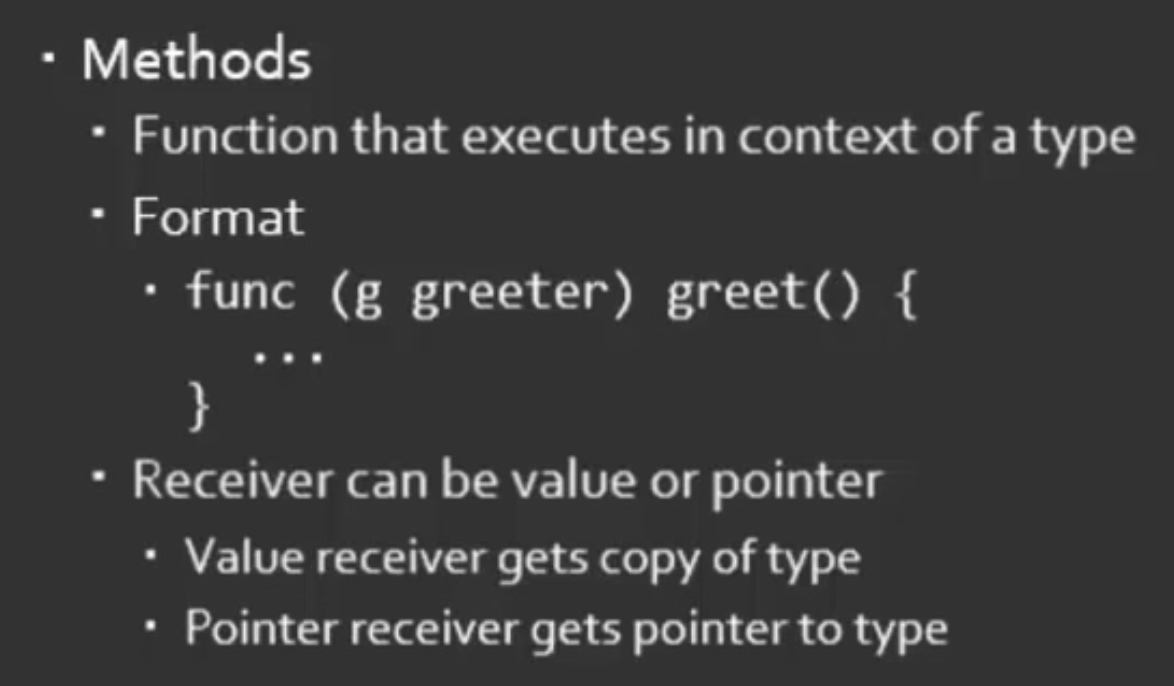 ▪ Methods
▪ Function that executes in context of a type
▪ Format
▪ func (g greeter) greet() {
...
}
▪ Receiver can be value or pointer
▪ Value receiver gets copy of type
▪ Pointer receiver gets pointer to type